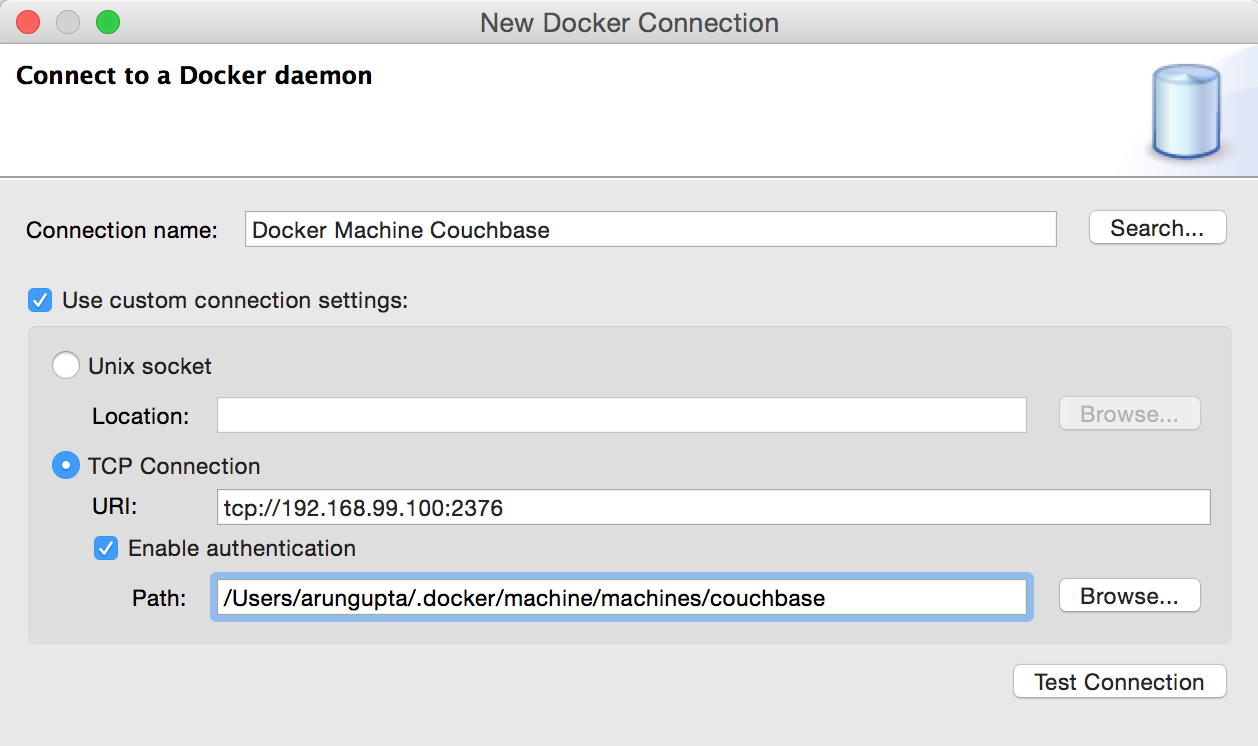 New Docker Connection
Connect to a Docker daemon
Connection name: Docker Machine Couchbase Search...
Use custom connection settings:
Unix socket
Location: Browse...
TCP Connection
URI: tcp://192.168.99.100:2376
Enable authentication
Path: /Users/arungupta/.docker/machine/machines/couchbase Browse...
Test Connection